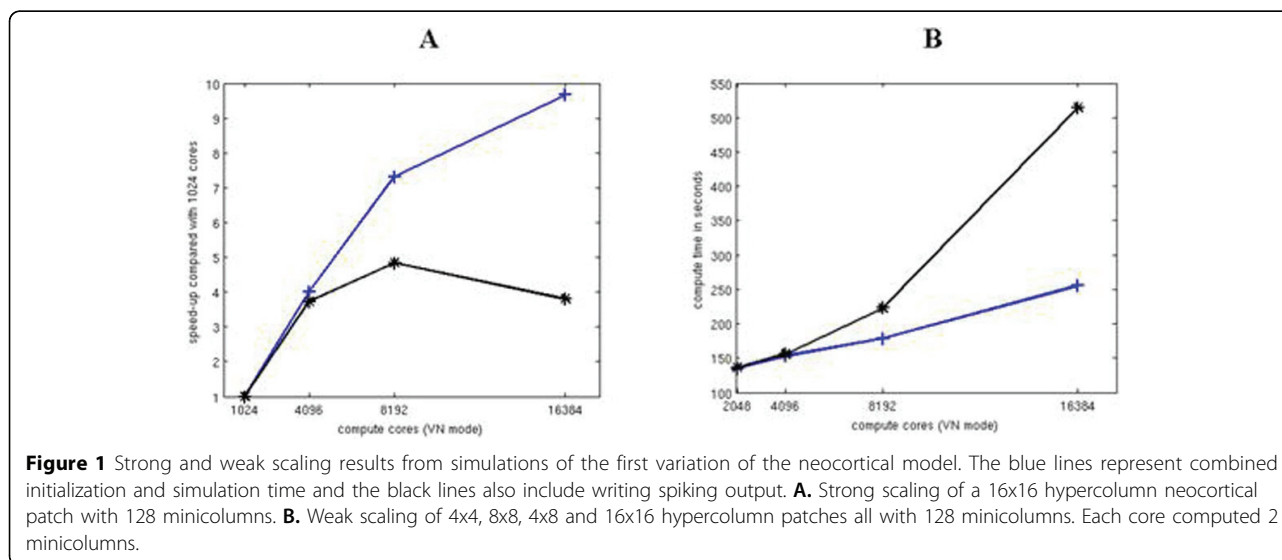 A
B
10
9
8
7
6
5
4
3
2
1
speed-up compared with 1024 cores
1024 4096 8192 16384
compute cores (VN mode)
550
500
450
400
350
300
250
200
150
100
compute time in seconds
2048 4096 8192 16384
compute cores (VN mode)
Figure 1 Strong and weak scaling results from simulations of the first variation of the neocortical model. The blue lines represent combined
initialization and simulation time and the black lines also include writing spiking output. A. Strong scaling of a 16x16 hypercolumn neocortical
patch with 128 minicolumns. B. Weak scaling of 4x4, 8x8, 4x8 and 16x16 hypercolumn patches all with 128 minicolumns. Each core computed 2
minicolumns.